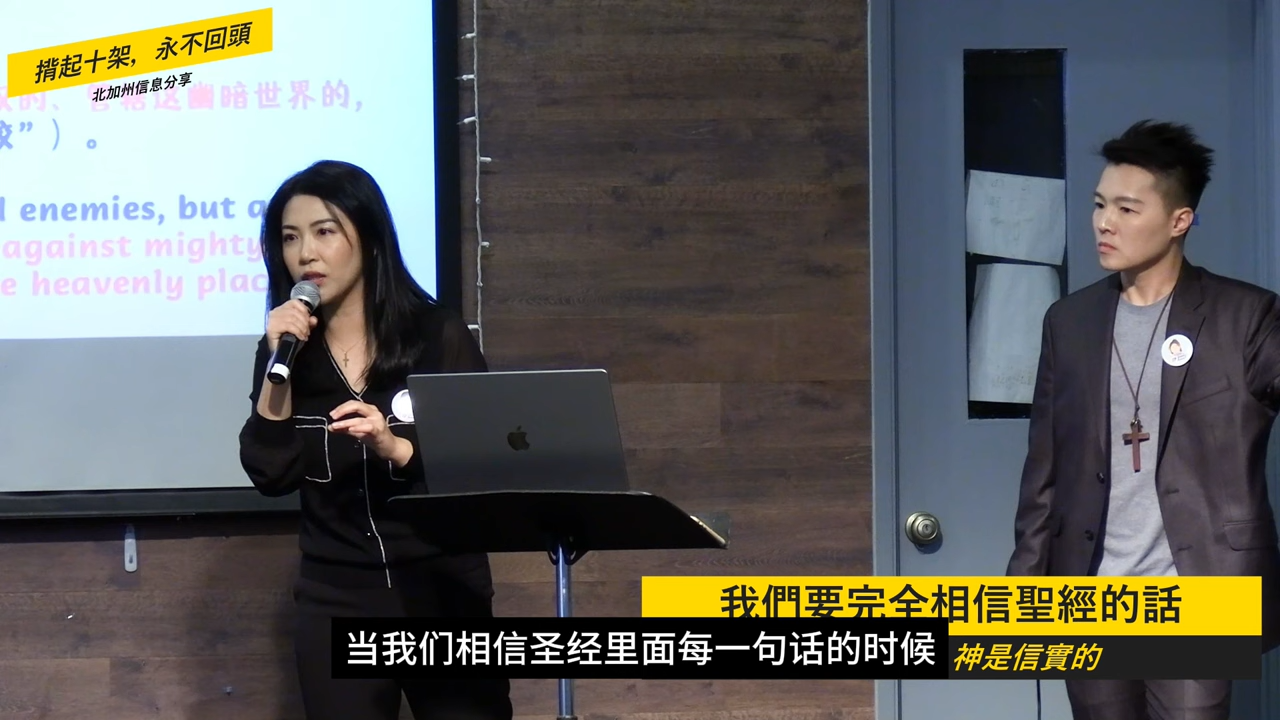 揹起十架，永不回頭
北加州信息分享
的、管轄这幽暗世界的，
”）。
enemies, but a
against mighty
heavenly plac
我們要完全相信聖經的話
当我们相信圣经里面每一句话的时候
神是信實的